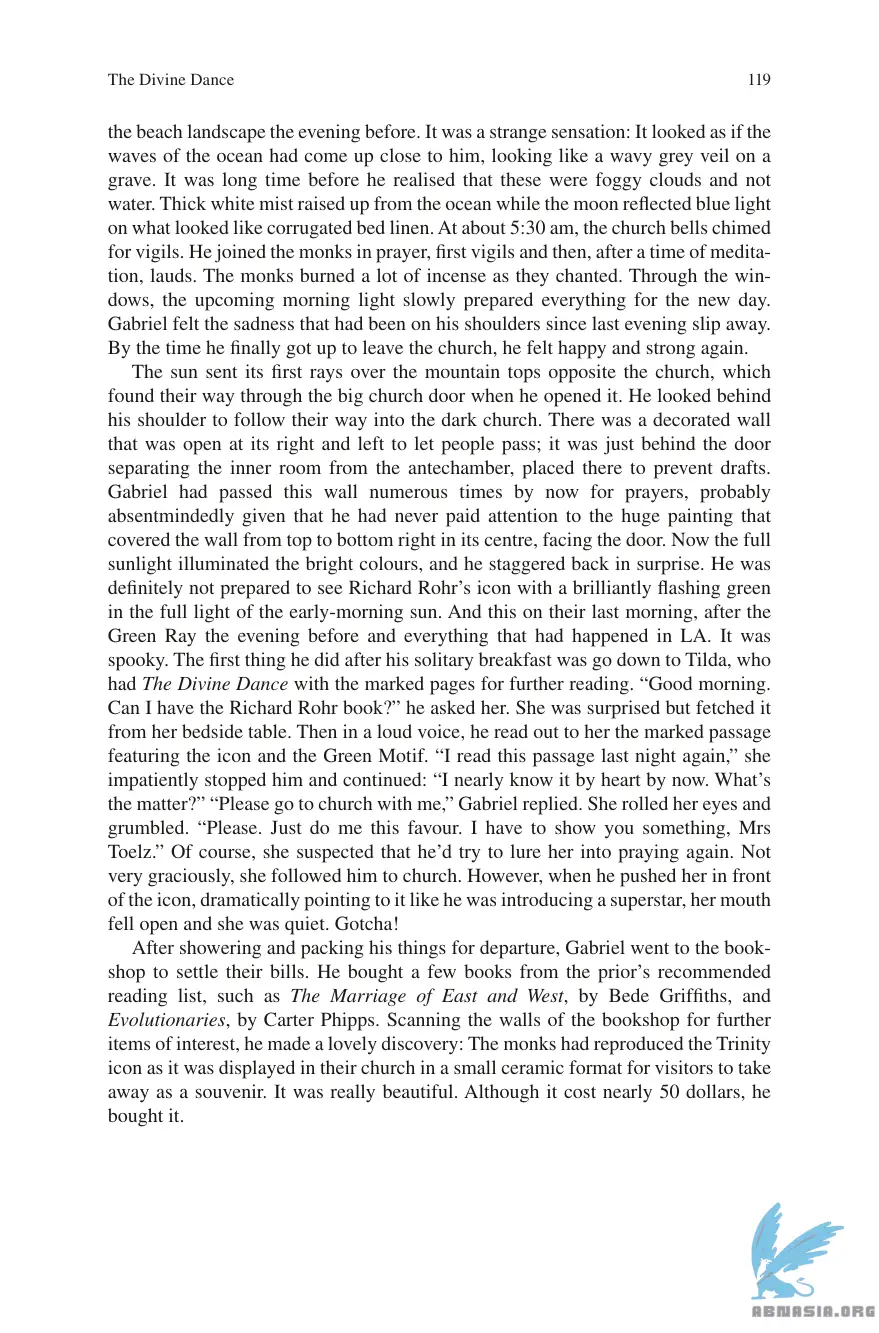 The Divine Dance 119
the beach landscape the evening before. It was a strange sensation: It looked as if the
waves of the ocean had come up close to him, looking like a wavy grey veil on a
grave. It was long time before he realised that these were foggy clouds and not
water. Thick white mist raised up from the ocean while the moon reflected blue light
on what looked like corrugated bed linen. At about 5:30 am, the church bells chimed
for vigils. He joined the monks in prayer, first vigils and then, after a time of medita-
tion, lauds. The monks burned a lot of incense as they chanted. Through the win-
dows, the upcoming morning light slowly prepared everything for the new day.
Gabriel felt the sadness that had been on his shoulders since last evening slip away.
By the time he finally got up to leave the church, he felt happy and strong again.
The sun sent its first rays over the mountain tops opposite the church, which
found their way through the big church door when he opened it. He looked behind
his shoulder to follow their way into the dark church. There was a decorated wall
that was open at its right and left to let people pass; it was just behind the door
separating the inner room from the antechamber, placed there to prevent drafts.
Gabriel had passed this wall numerous times by now for prayers, probably
absentmindedly given that he had never paid attention to the huge painting that
covered the wall from top to bottom right in its centre, facing the door. Now the full
sunlight illuminated the bright colours, and he staggered back in surprise. He was
definitely not prepared to see Richard Rohr's icon with a brilliantly flashing green
in the full light of the early-morning sun. And this on their last morning, after the
Green Ray the evening before and everything that had happened in LA. It was
spooky. The first thing he did after his solitary breakfast was go down to Tilda, who
had The Divine Dance with the marked pages for further reading. “Good morning.
Can I have the Richard Rohr book?” he asked her. She was surprised but fetched it
from her bedside table. Then in a loud voice, he read out to her the marked passage
featuring the icon and the Green Motif. “I read this passage last night again,” she
impatiently stopped him and continued: “I nearly know it by heart by now. What’s
the matter?” “Please go to church with me,” Gabriel replied. She rolled her eyes and
grumbled. “Please. Just do me this favour. I have to show you something, Mrs
Toelz.” Of course, she suspected that he’d try to lure her into praying again. Not
very graciously, she followed him to church. However, when he pushed her in front
of the icon, dramatically pointing to it like he was introducing a superstar, her mouth
fell open and she was quiet. Gotcha!
After showering and packing his things for departure, Gabriel went to the book-
shop to settle their bills. He bought a few books from the prior’s recommended
reading list, such as The Marriage of East and West, by Bede Griffiths, and
Evolutionaries, by Carter Phipps. Scanning the walls of the bookshop for further
items of interest, he made a lovely discovery: The monks had reproduced the Trinity
icon as it was displayed in their church in a small ceramic format for visitors to take
away as a souvenir. It was really beautiful. Although it cost nearly 50 dollars, he
bought it.
ABNASIA.ORG